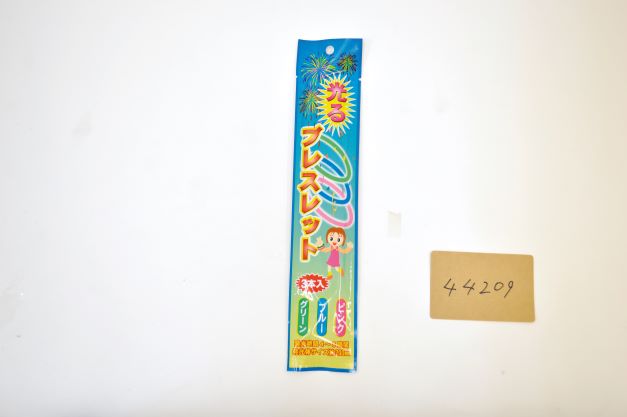 光る
ブレスレット
3本入
グリーン
ブルー
ピンク
44209